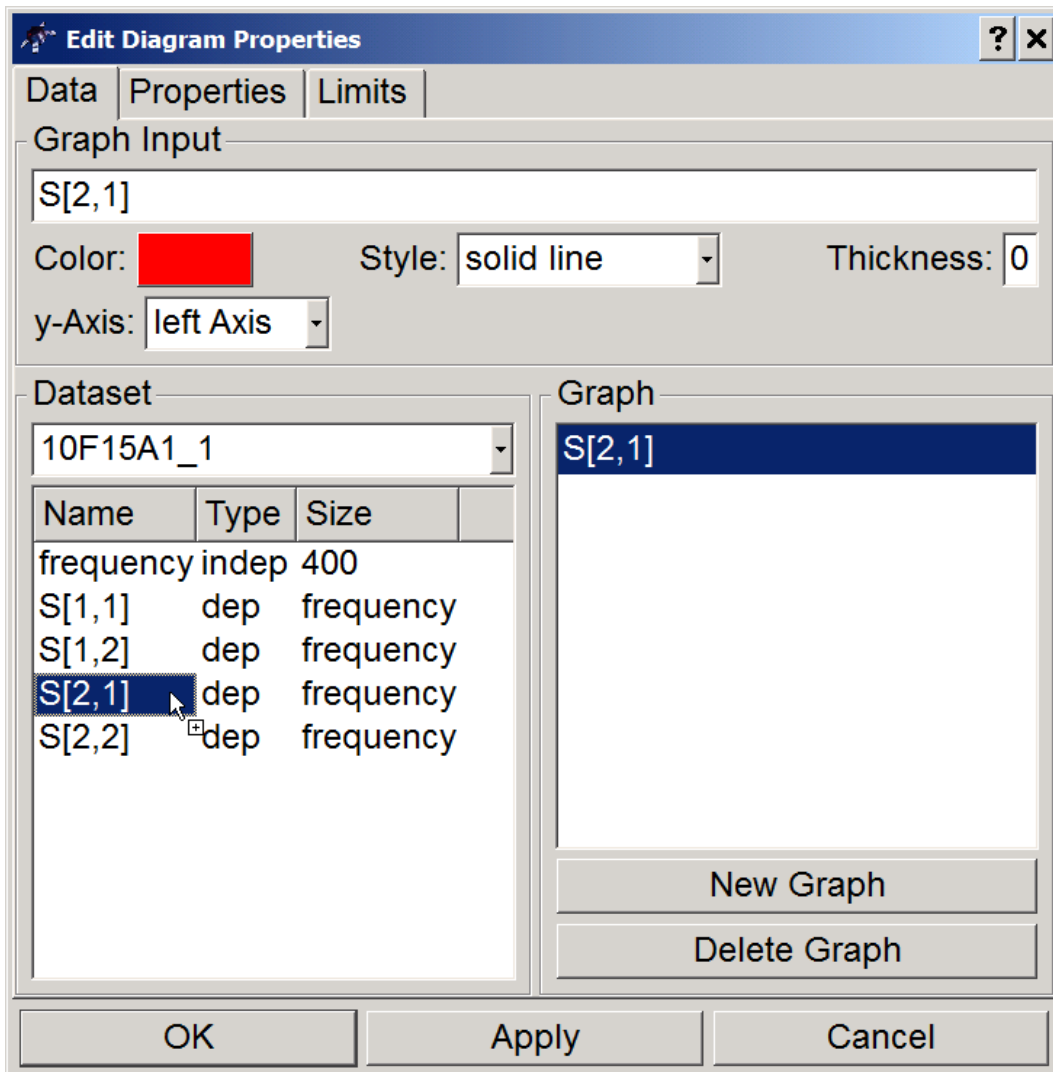 Edit Diagram Properties ?
Data Properties Limits
Graph Input
S[2,1]
Color: Style: solid line Thickness: 0
y-Axis: left Axis
Dataset
10F15A1_1
Name Type Size
frequency indep 400
S[1,1] dep frequency
S[1,2] dep frequency
S[2,1] dep frequency
S[2,2] dep frequency
Graph
S[2,1]
New Graph
Delete Graph
OK Apply Cancel